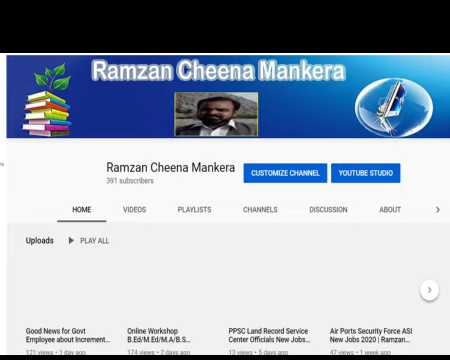 Ramzan Cheena Mankera
Ramzan Cheena Mankera
391 subscribers
CUSTOMIZE CHANNEL
YOUTUBE STUDIO
HOME VIDEOS PLAYLISTS CHANNELS DISCUSSION ABOUT
Uploads PLAY ALL
Good News for Govt
Employee about Increment...
121 views • 1 day ago
Online Workshop
B.Ed/M.Ed/M.A/B.S...
174 views • 2 days ago
PPSC Land Record Service
Center Officials New Jobs...
13 views • 5 days ago
Air Ports Security Force ASI
New Jobs 2020 | Ramzan...
47 views • 1 week ago